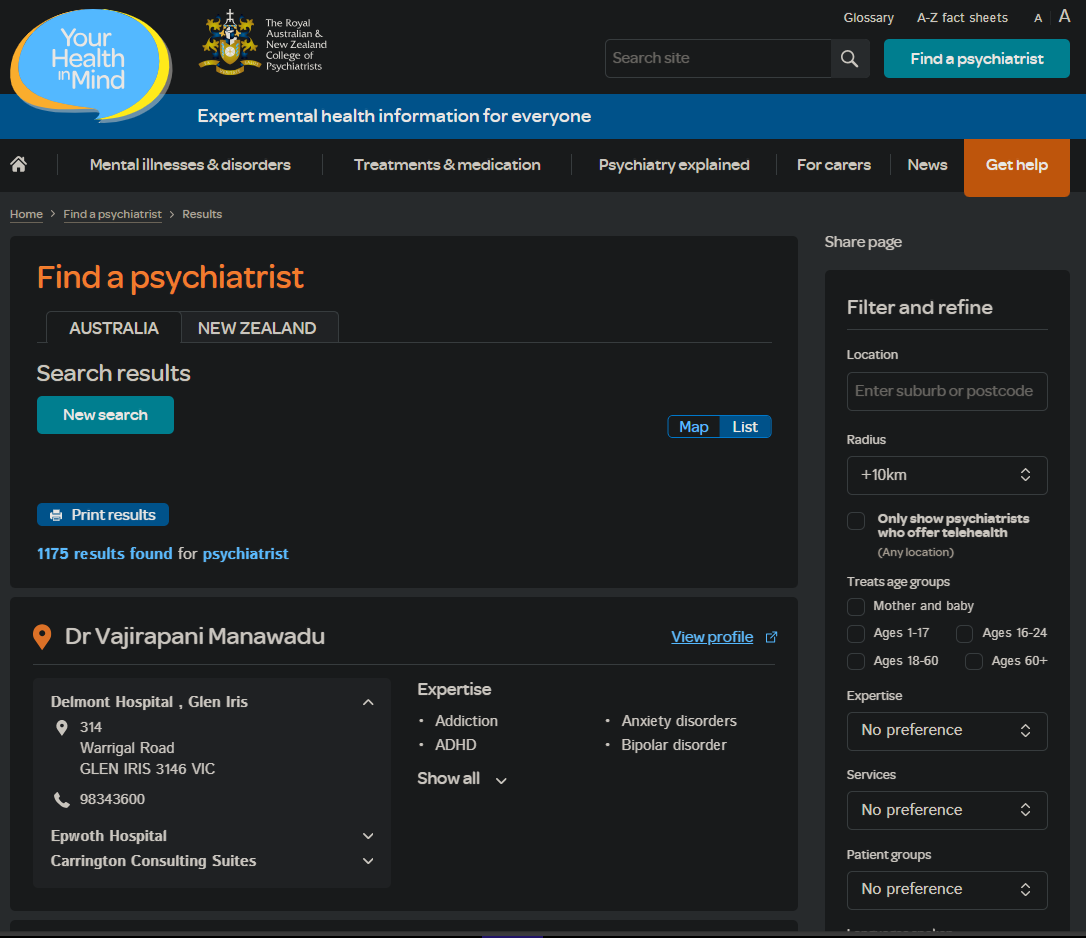 Glossary
A-Z fact sheets
A
A
Your
Health
in Mind
The Royal
Australian &
New Zealand
College of
Psychiatrists
Search site
Find a psychiatrist
Expert mental health information for everyone
Mental illnesses & disorders
Treatments & medication
Psychiatry explained
For carers
News
Get help
Home > Find a psychiatrist > Results
Find a psychiatrist
AUSTRALIA
NEW ZEALAND
Search results
New search
Map
List
Print results
1175 results found for psychiatrist
Dr Vajirapani Manawadu
View profile
Delmont Hospital , Glen Iris
314
Warrigal Road
GLEN IRIS 3146 VIC
98343600
Epwoth Hospital
Carrington Consulting Suites
Expertise
• Addiction
• ADHD
• Anxiety disorders
• Bipolar disorder
Show all
Share page
Filter and refine
Location
Enter suburb or postcode
Radius
+10km
Only show psychiatrists
who offer telehealth
(Any location)
Treats age groups
Mother and baby
Ages 1-17
Ages 16-24
Ages 18-60
Ages 60+
Expertise
No preference
Services
No preference
Patient groups
No preference